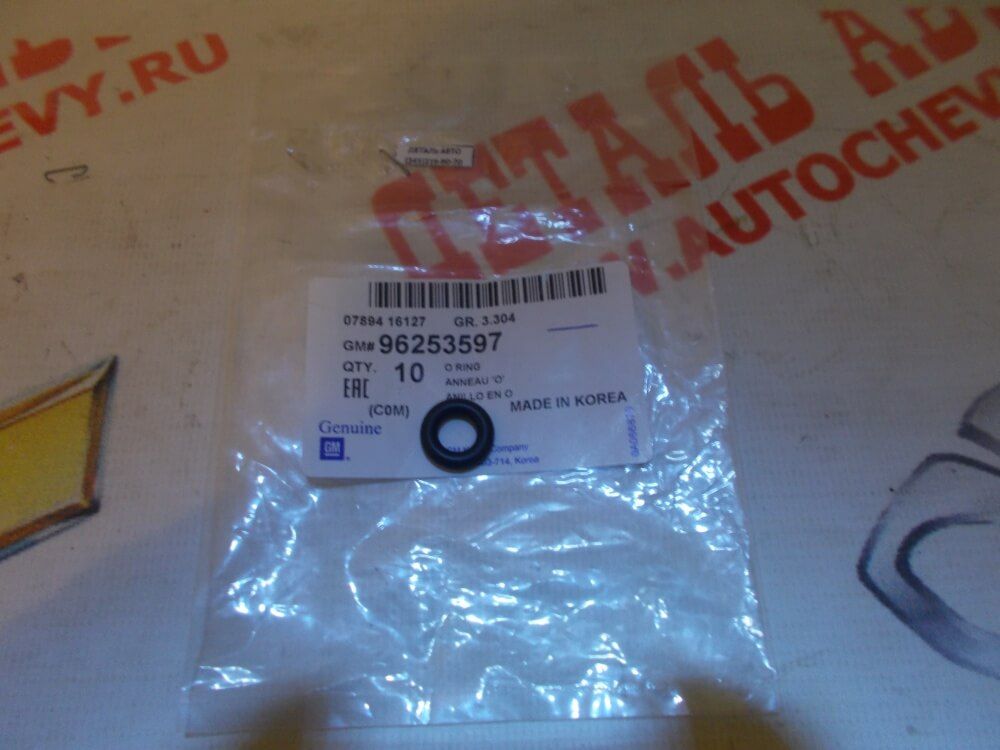 EVY.RU
ДЕТАЛЬ АВТО
ДЕТАЛЬ АВ
.AUTOCHEV
07894 16127 GR. 3.304
GM# 96253597
QTY. 10 O RING
ANNEAU 'O'
ANILLO EN O
EAC (COM) MADE IN KOREA
Genuine
GM Company
-714, Korea